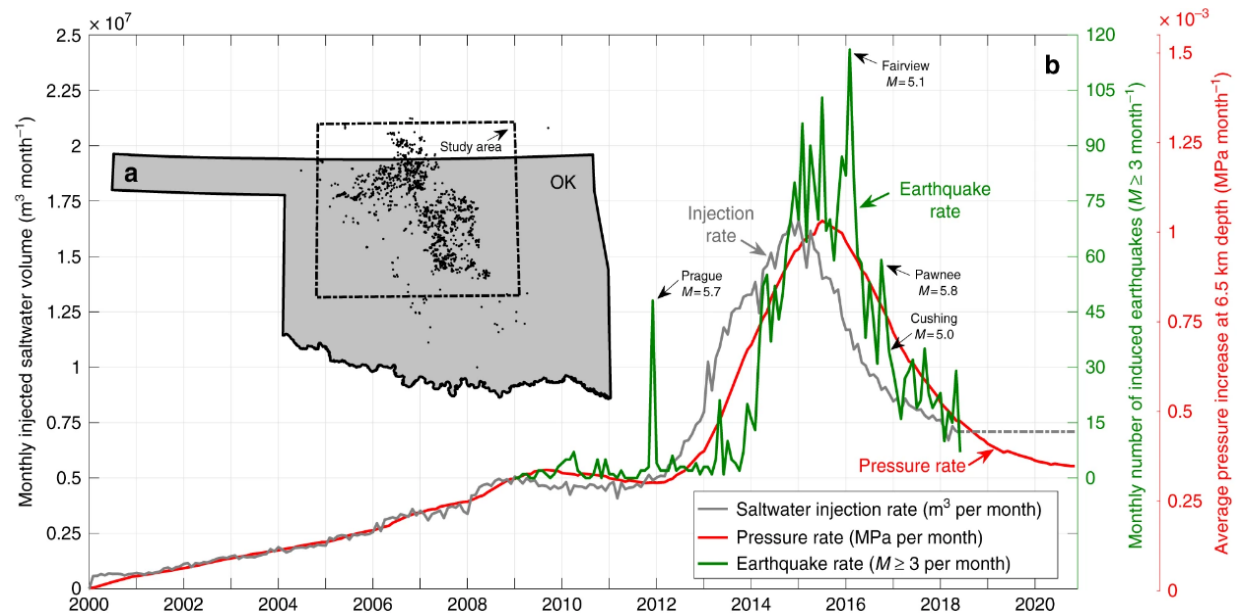 × 10⁷
× 10⁻³
2.5
2.25
2
1.75
1.5
1.25
1
0.75
0.5
0.25
0
Monthly injected saltwater volume (m³ month⁻¹)
a
Study area
OK
b
Fairview
M=5.1
Earthquake
rate
Injection
rate
Prague
M=5.7
Pawnee
M=5.8
Cushing
M=5.0
Pressure rate
Saltwater injection rate (m³ per month)
Pressure rate (MPa per month)
Earthquake rate (M ≥ 3 per month)
120
105
90
75
60
45
30
15
0
Monthly number of induced earthquakes (M ≥ 3 month⁻¹)
1.5
1.25
1
0.75
0.5
0.25
0
Average pressure increase at 6.5 km depth (MPa month⁻¹)
2000
2002
2004
2006
2008
2010
2012
2014
2016
2018
2020